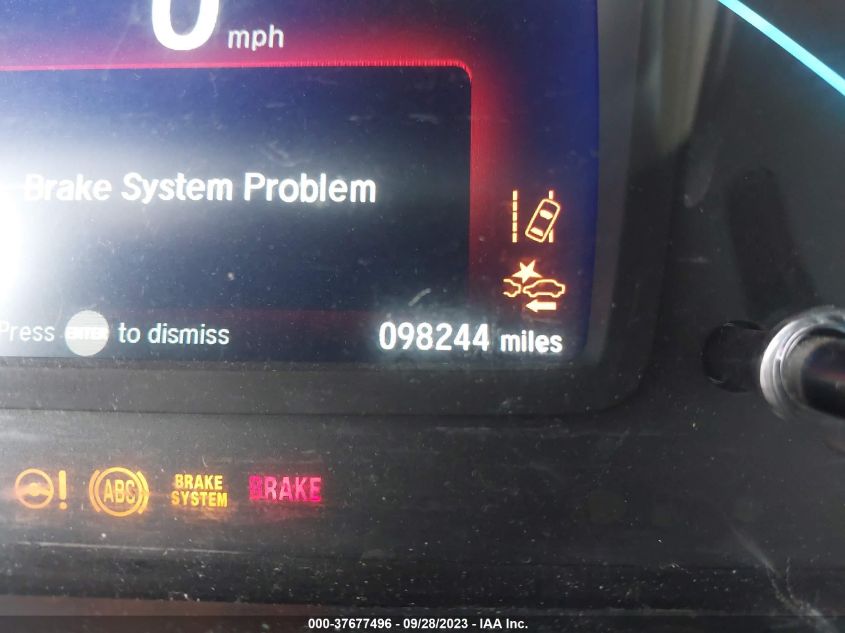 0 mph
Brake System Problem
Press ENTER to dismiss
098244 miles
ABS
BRAKE
SYSTEM
BRAKE
000-37677496 - 09/28/2023 - IAA Inc.